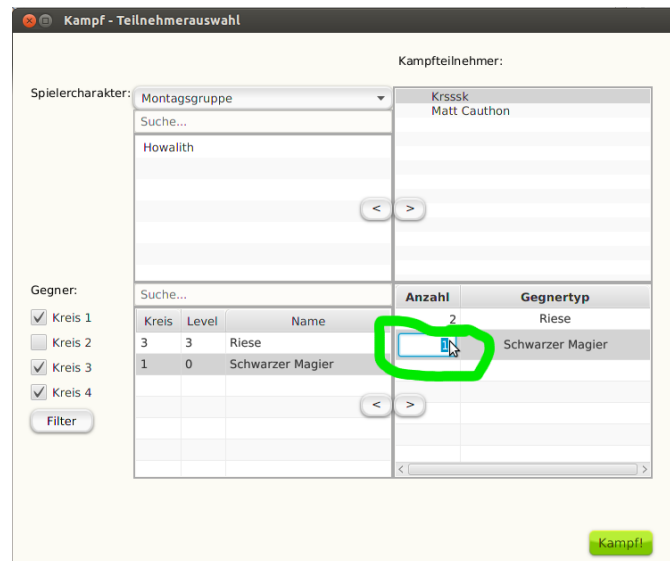 Kampf - Teilnehmerauswahl
Kampfteilnehmer:
Spielercharakter:
Montagsgruppe
Suche...
Howalith
Krsssk
Matt Cauthon
< >
Gegner:
Kreis 1
Kreis 2
Kreis 3
Kreis 4
Filter
Suche...
Kreis Level Name
3 3 Riese
1 0 Schwarzer Magier
Anzahl Gegnertyp
2 Riese
1 Schwarzer Magier
< >
Kampf!